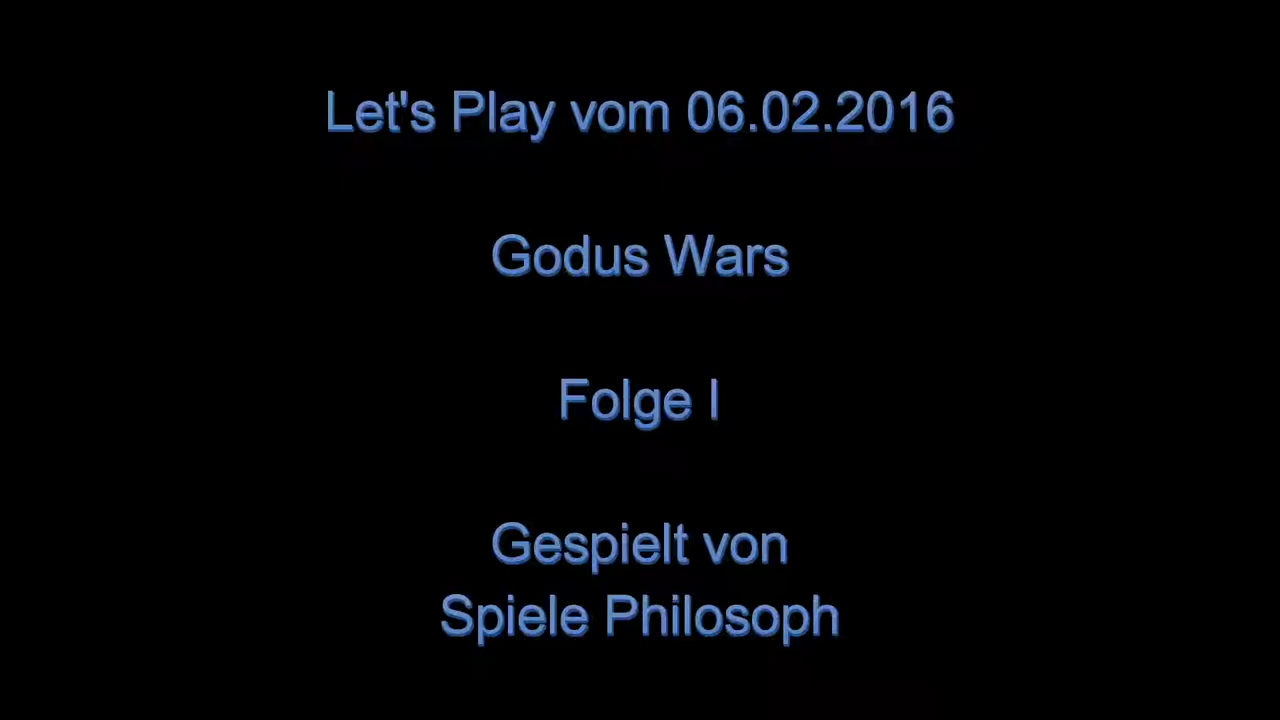 Let's Play vom 06.02.2016
Godus Wars
Folge I
Gespielt von
Spiele Philosoph